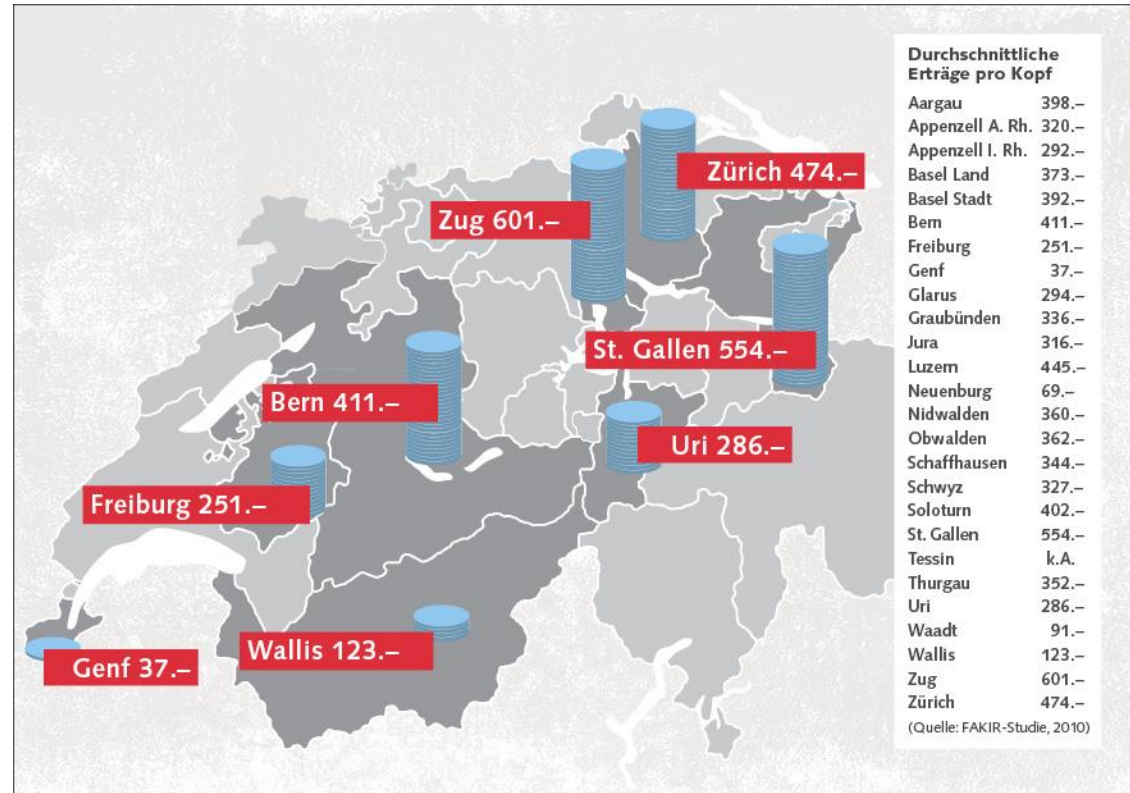 Durchschnittliche
Erträge pro Kopf
Aargau 398.–
Appenzell A. Rh. 320.–
Appenzell I. Rh. 292.–
Basel Land 373.–
Basel Stadt 392.–
Bern 411.–
Freiburg 251.–
Genf 37.–
Glarus 294.–
Graubünden 336.–
Jura 316.–
Luzern 445.–
Neuenburg 69.–
Nidwalden 360.–
Obwalden 362.–
Schaffhausen 344.–
Schwyz 327.–
Soloturn 402.–
St. Gallen 554.–
Tessin k.A.
Thurgau 352.–
Uri 286.–
Waadt 91.–
Wallis 123.–
Zug 601.–
Zürich 474.–
(Quelle: FAKIR-Studie, 2010)
Zürich 474.–
Zug 601.–
St. Gallen 554.–
Bern 411.–
Uri 286.–
Freiburg 251.–
Wallis 123.–
Genf 37.–